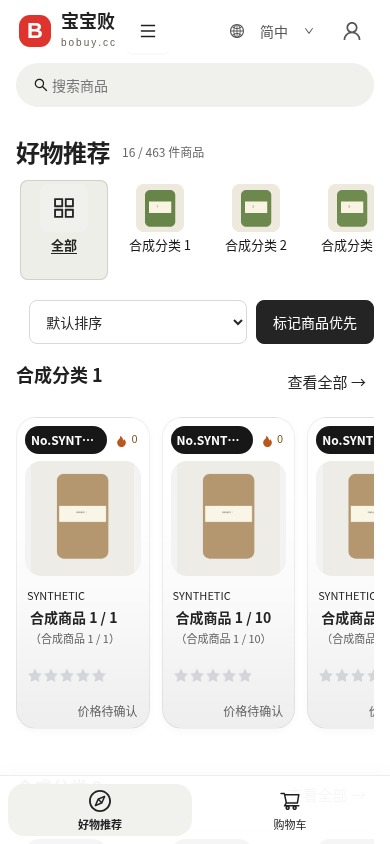 B 宝宝败
bobuy.cc
简中
搜索商品
好物推荐 16 / 463 件商品
全部 合成分类 1 合成分类 2 合成分类
默认排序 标记商品优先
合成分类 1 查看全部 →
No.SYNT··· 0 No.SYNT··· 0 No.SYNT
SYNTHETIC SYNTHETIC SYNTHETIC
合成商品 1 / 1 合成商品 1 / 10 合成商品
（合成商品 1 / 1） （合成商品 1 / 10） （合成商品
价格待确认 价格待确认
查看全部 →
好物推荐 购物车